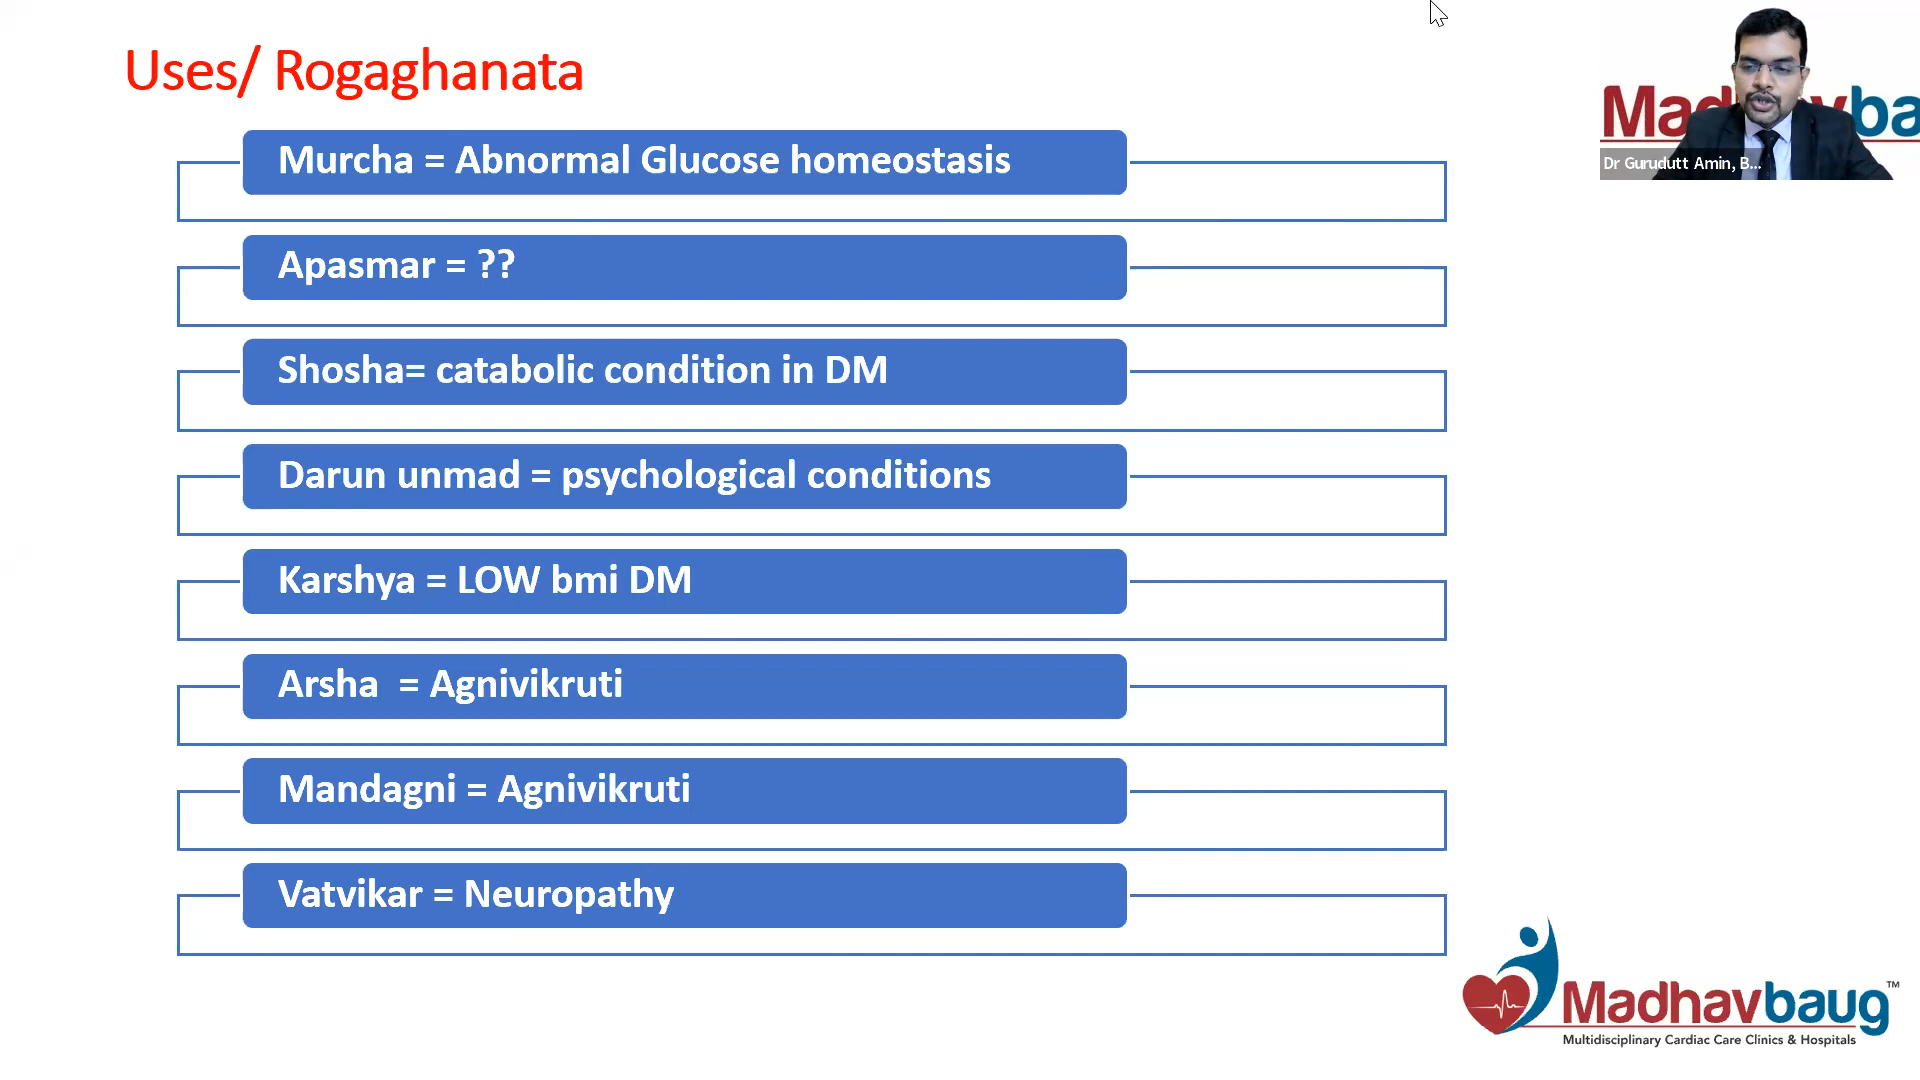 Uses/ Rogaghanata
Murcha = Abnormal Glucose homeostasis
Apasmar = ??
Shosha= catabolic condition in DM
Darun unmad = psychological conditions
Karshya = LOW bmi DM
Arsha  = Agnivikruti
Mandagni = Agnivikruti
Vatvikar = Neuropathy
Dr Gurudutt Amin, B...
Madhavbaug™
Multidisciplinary Cardiac Care Clinics & Hospitals